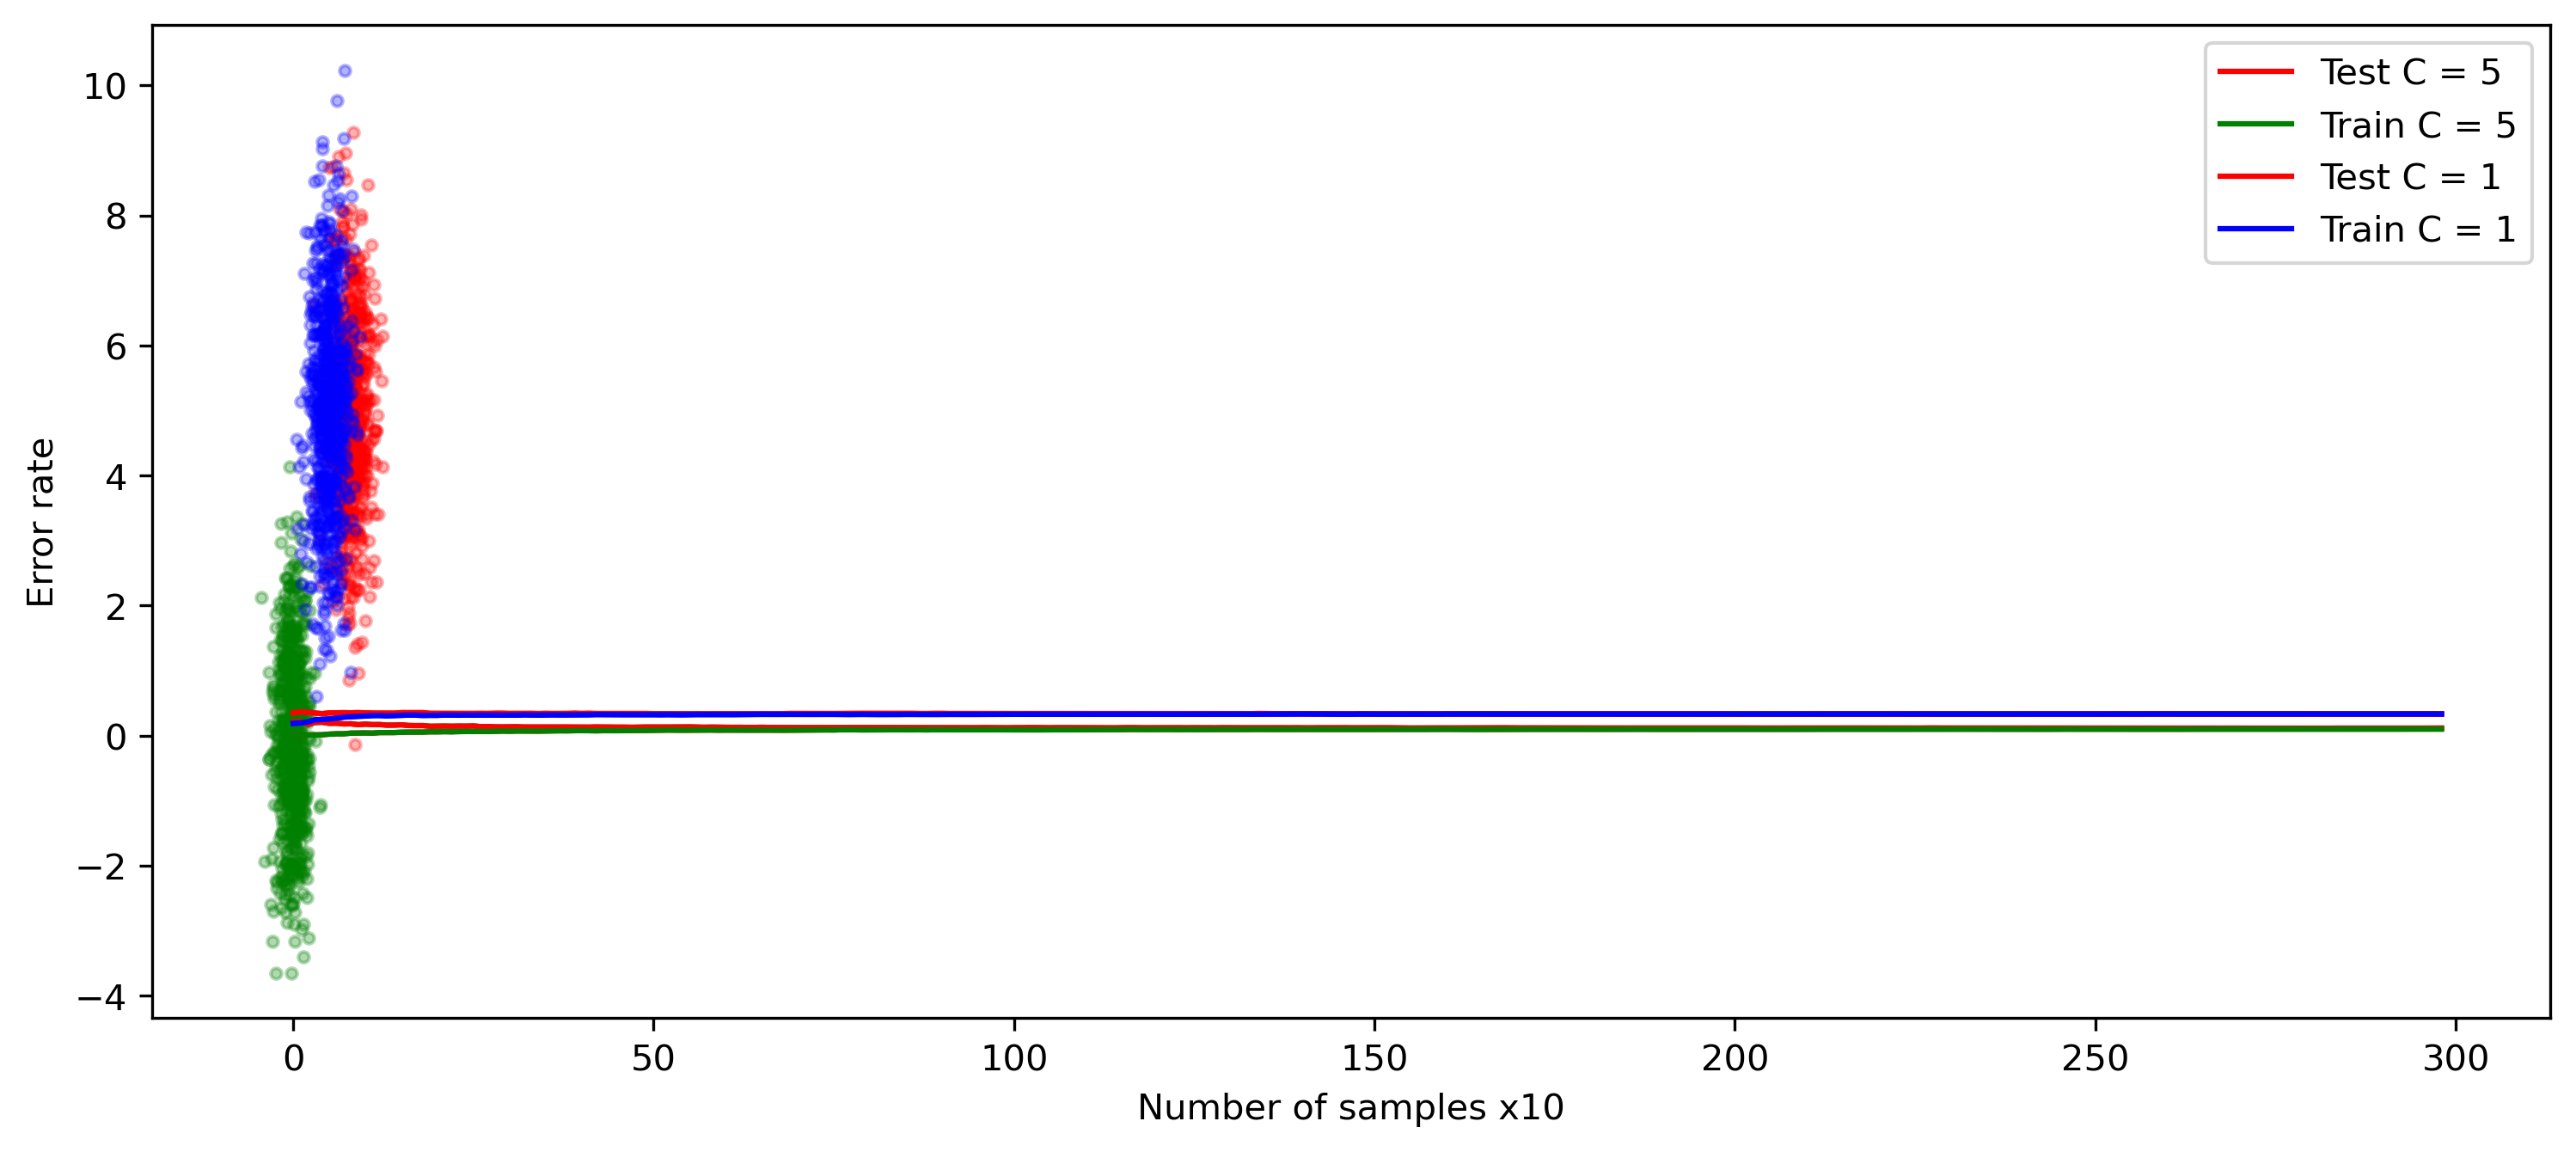 10
8
6
4
2
0
−2
−4
Error rate
0 50 100 150 200 250 300
Number of samples x10
Test C = 5
Train C = 5
Test C = 1
Train C = 1